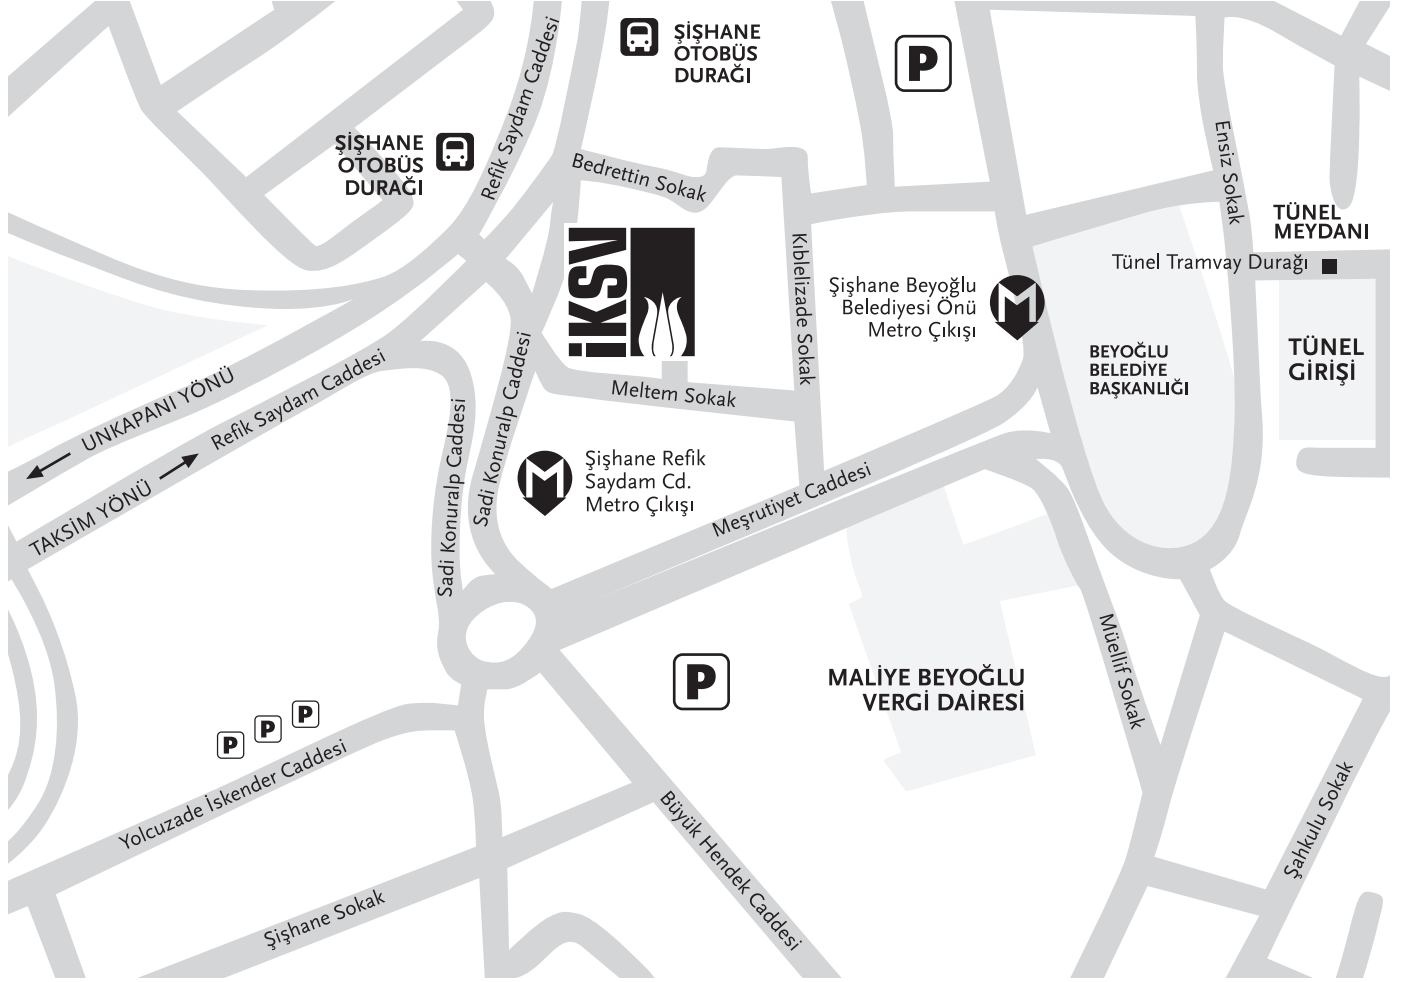 ŞİŞHANE
OTOBÜS
DURAĞI
P
Refik Saydam Caddesi
ŞİŞHANE
OTOBÜS
DURAĞI
Bedrettin Sokak
Ensiz Sokak
TÜNEL
MEYDANI
Tünel Tramvay Durağı
İKSV
Kıblelizade Sokak
Şişhane Beyoğlu
Belediyesi Önü
Metro Çıkışı
M
BEYOĞLU
BELEDİYE
BAŞKANLIĞI
TÜNEL
GİRİŞİ
Meltem Sokak
UNKAPANI YÖNÜ
Refik Saydam Caddesi
TAKSİM YÖNÜ
Sadi Konuralp Caddesi
Sadi Konuralp Caddesi
M
Şişhane Refik
Saydam Cd.
Metro Çıkışı
Meşrutiyet Caddesi
Müellif Sokak
P
MALİYE BEYOĞLU
VERGİ DAİRESİ
P
P
P
Yolcuzade İskender Caddesi
Büyük Hendek Caddesi
Şahkulu Sokak
Şişhane Sokak